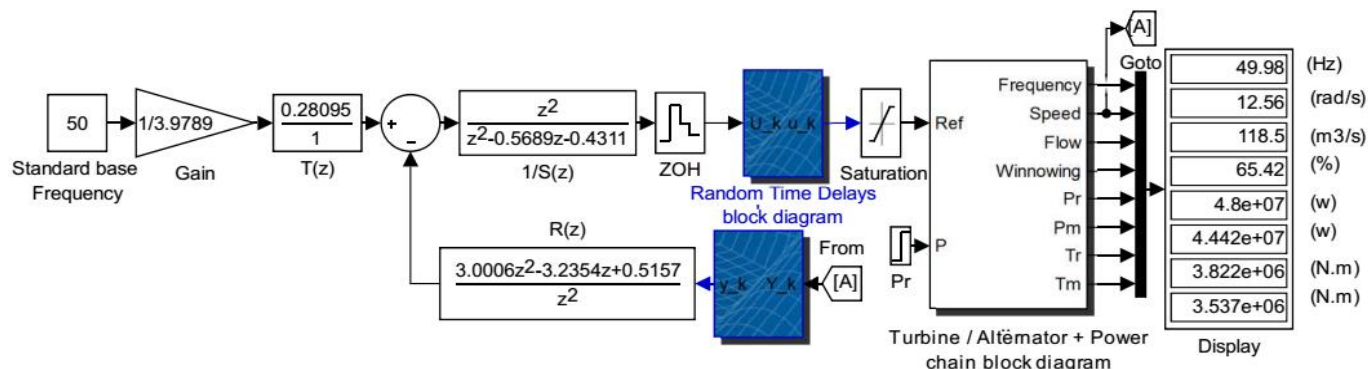 50
Standard base
Frequency
1/3.9789
Gain
0.28095
1
T(z)
+
-
z2
z2-0.5689z-0.4311
1/S(z)
ZOH
U_k u_k
Random Time Delays
block diagram
Saturation
R(z)
3.0006z2-3.2354z+0.5157
z2
y_k Y_k
From
[A]
Pr
Ref
P
Frequency
Speed
Flow
Winnowing
Pr
Pm
Tr
Tm
Turbine / Alternator + Power
chain block diagram
[A]
Goto
49.98 (Hz)
12.56 (rad/s)
118.5 (m3/s)
65.42 (%)
4.8e+07 (w)
4.442e+07 (w)
3.822e+06 (N.m)
3.537e+06 (N.m)
Display